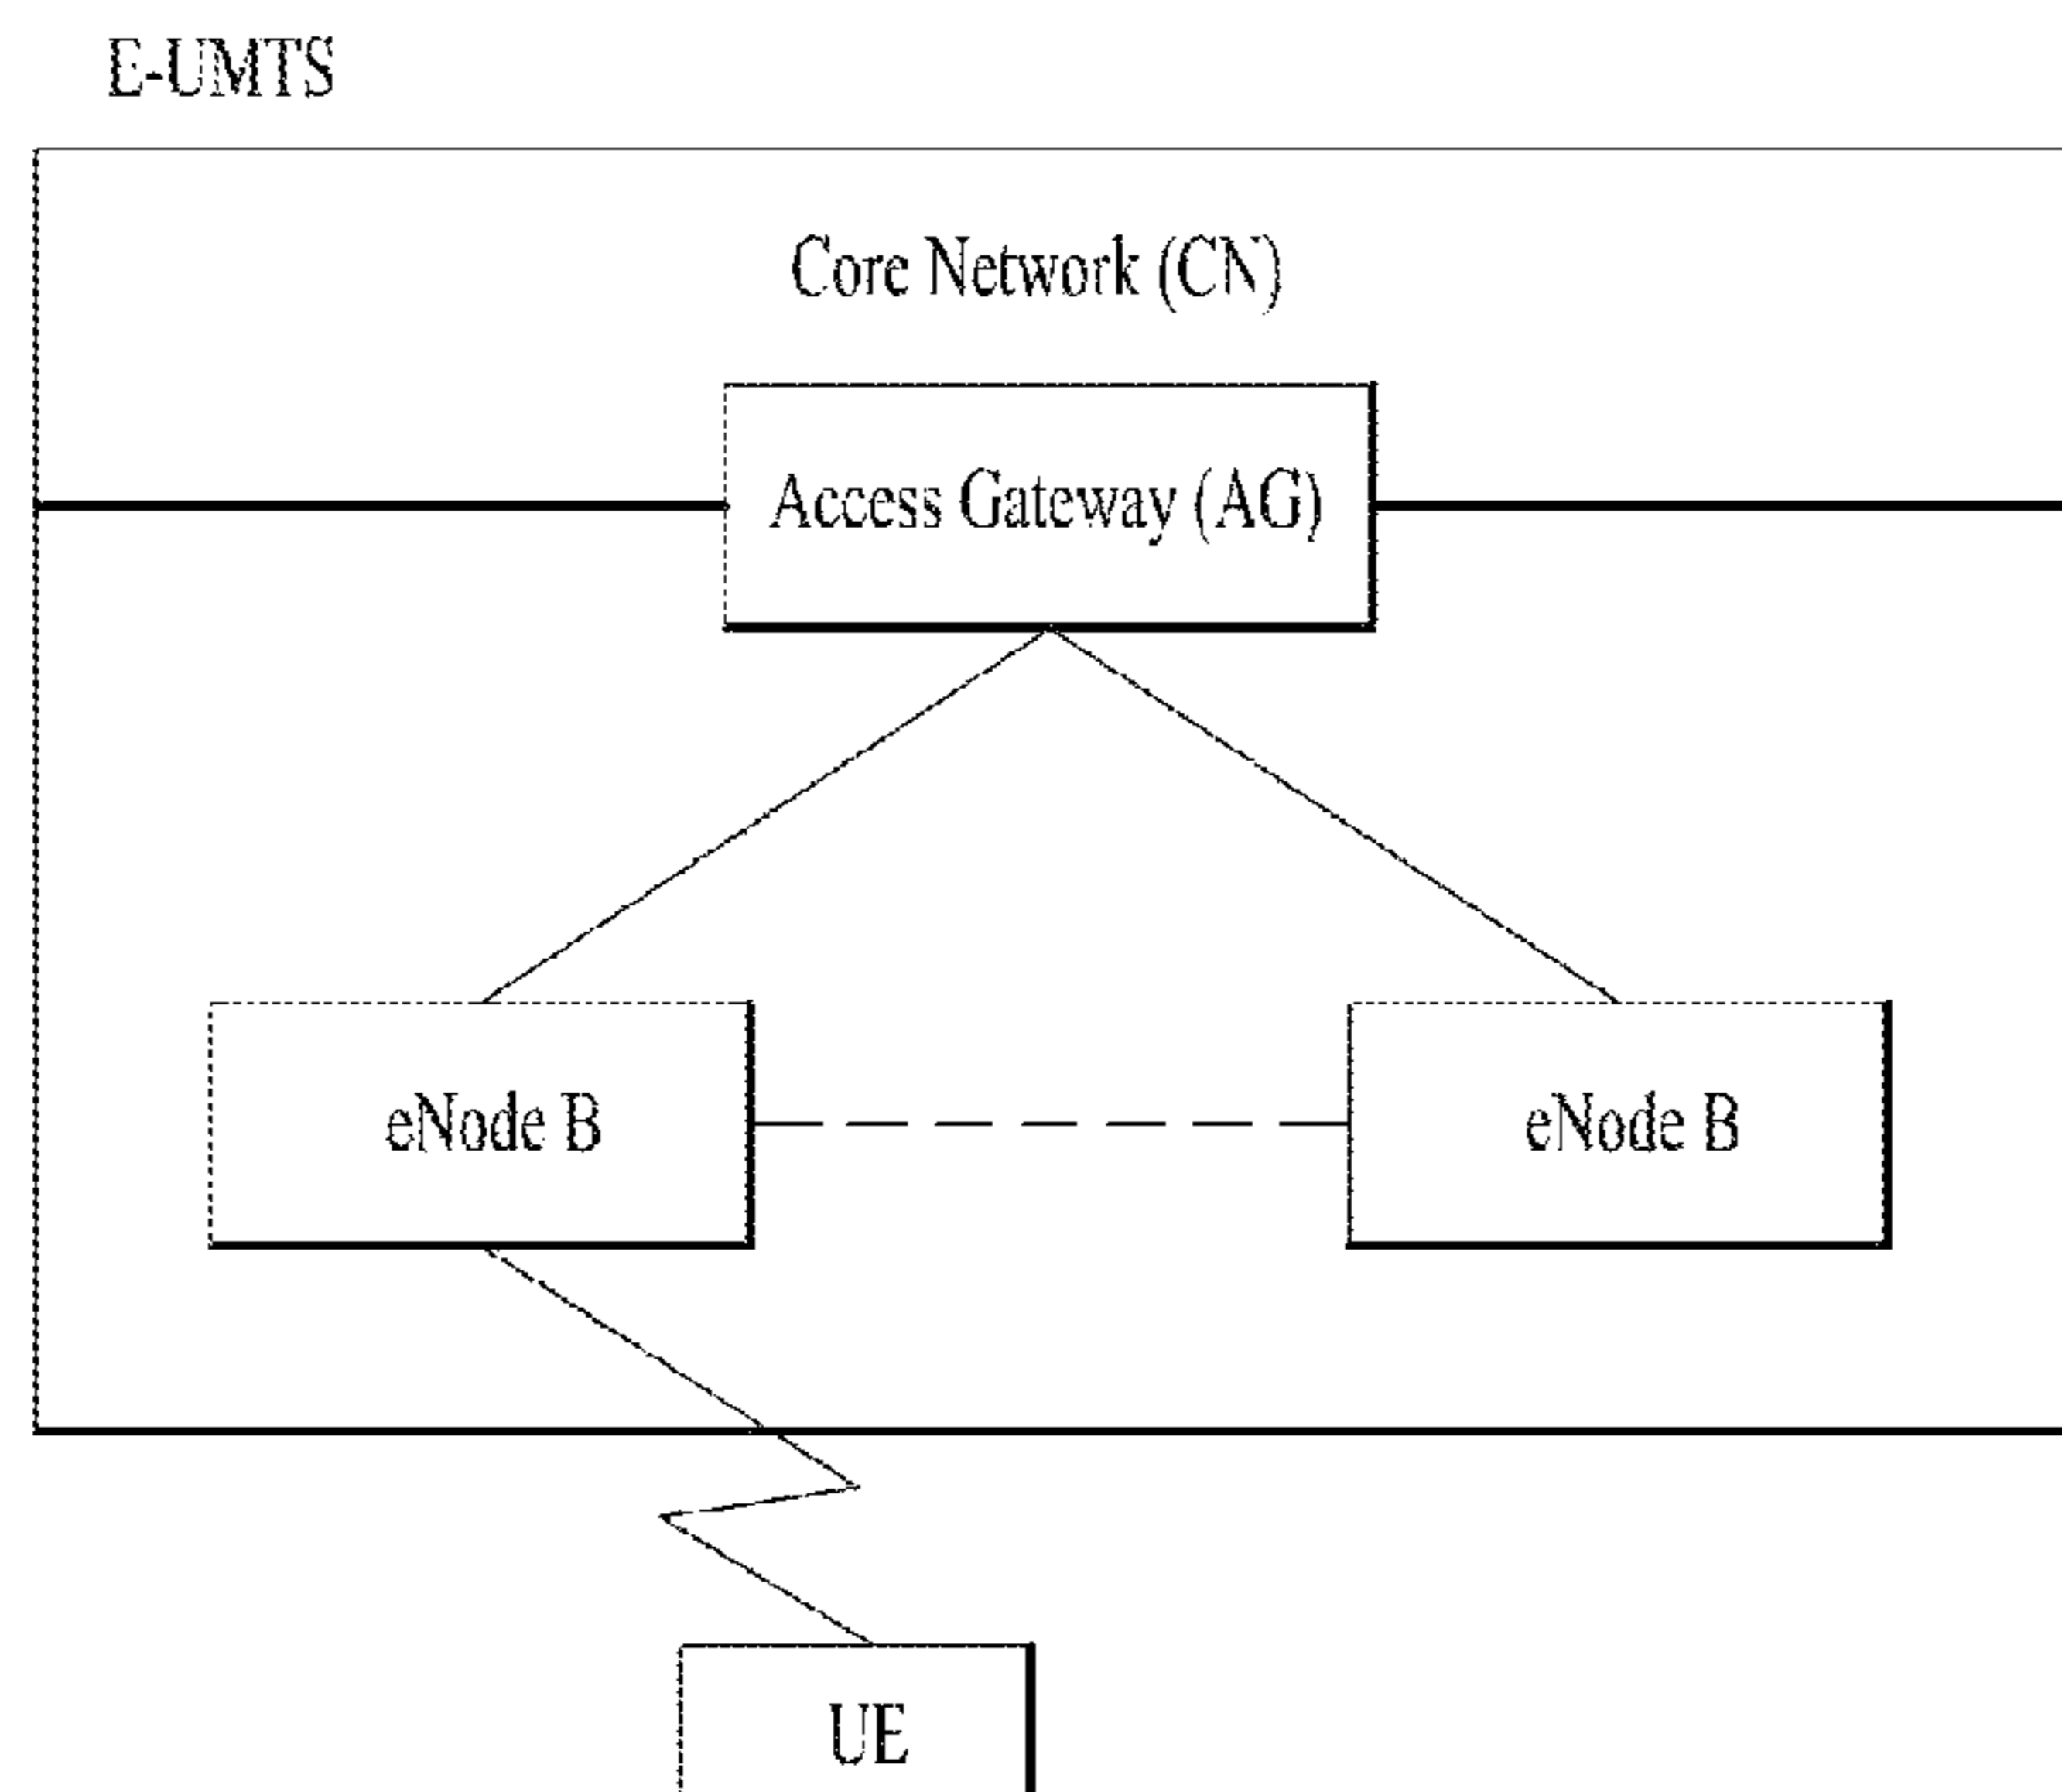 E-UMTS
Core Network (CN)
Access Gateway (AG)
eNode B
eNode B
UE